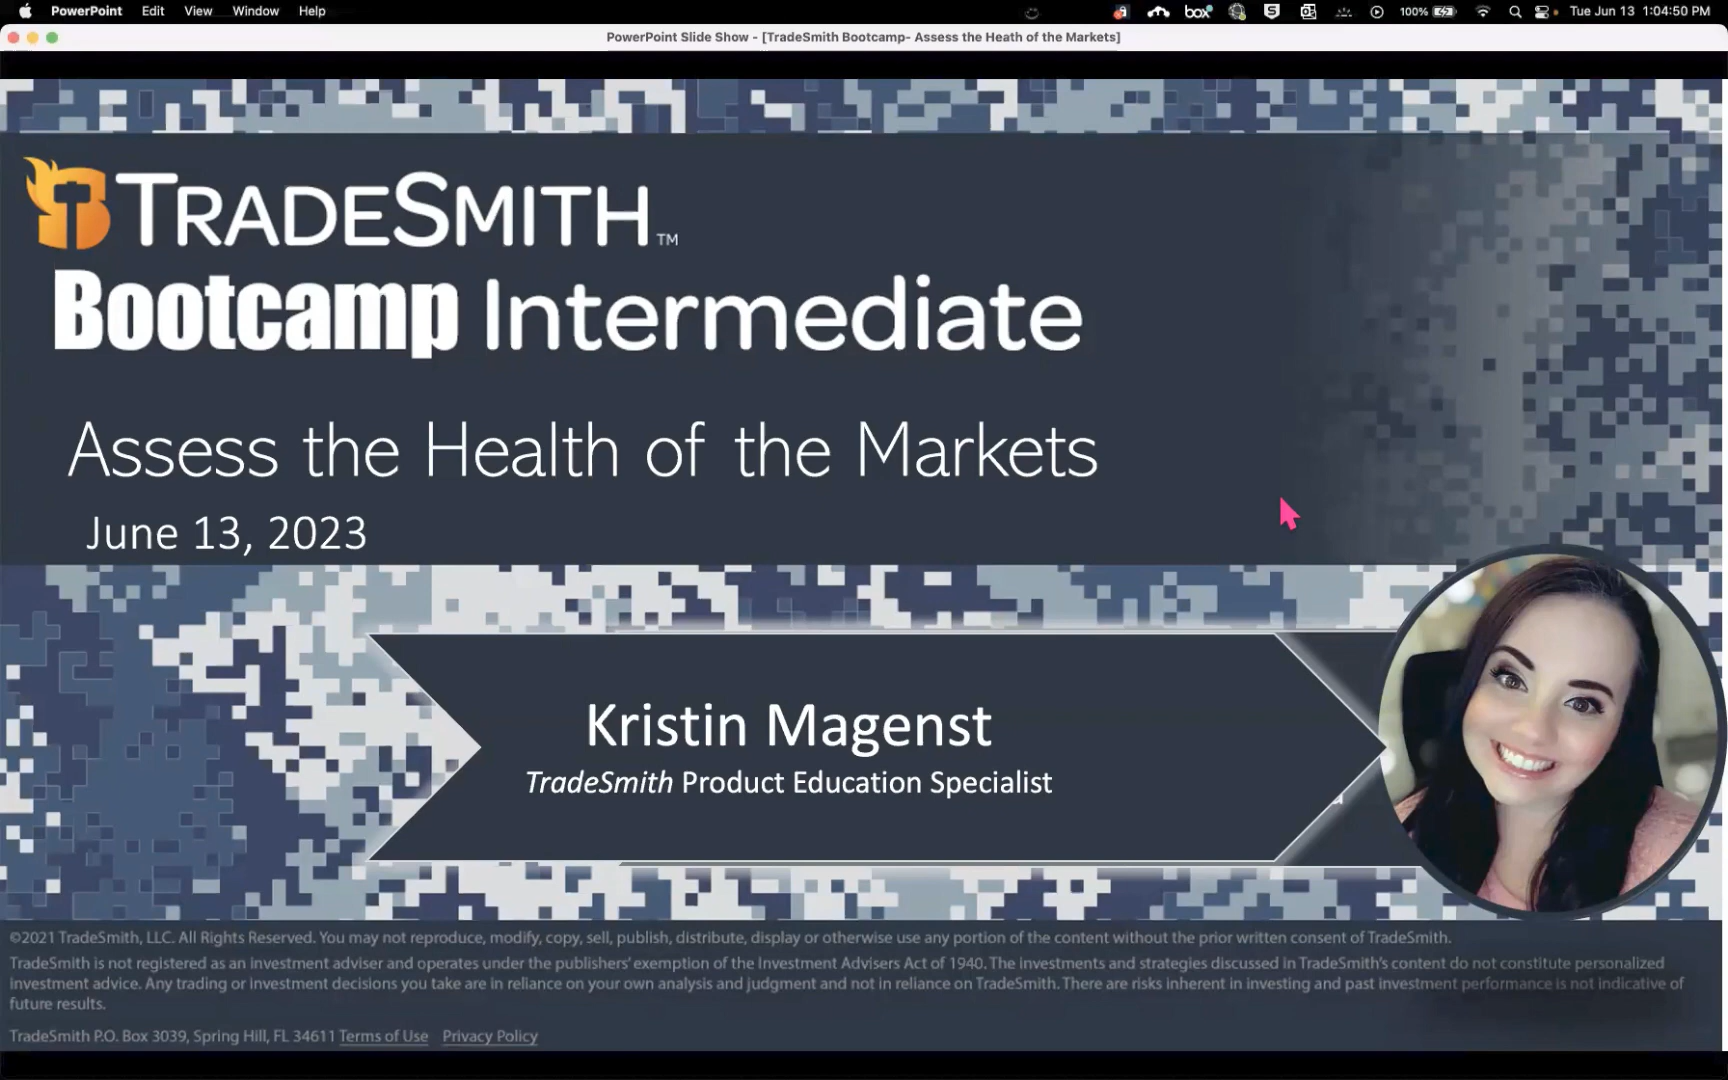 PowerPoint Edit View Window Help box 100% Tue Jun 13 1:04:50 PM
PowerPoint Slide Show - [TradeSmith Bootcamp- Assess the Heath of the Markets]
TRADESMITH™
Bootcamp Intermediate
Assess the Health of the Markets
June 13, 2023
Kristin Magenst
TradeSmith Product Education Specialist
©2021 TradeSmith, LLC. All Rights Reserved. You may not reproduce, modify, copy, sell, publish, distribute, display or otherwise use any portion of the content without the prior written consent of TradeSmith.
TradeSmith is not registered as an investment adviser and operates under the publishers' exemption of the Investment Advisers Act of 1940. The investments and strategies discussed in TradeSmith's content do not constitute personalized
investment advice. Any trading or investment decisions you take are in reliance on your own analysis and judgment and not in reliance on TradeSmith. There are risks inherent in investing and past investment performance is not indicative of
future results.
TradeSmith P.O. Box 3039, Spring Hill, FL 34611 Terms of Use Privacy Policy